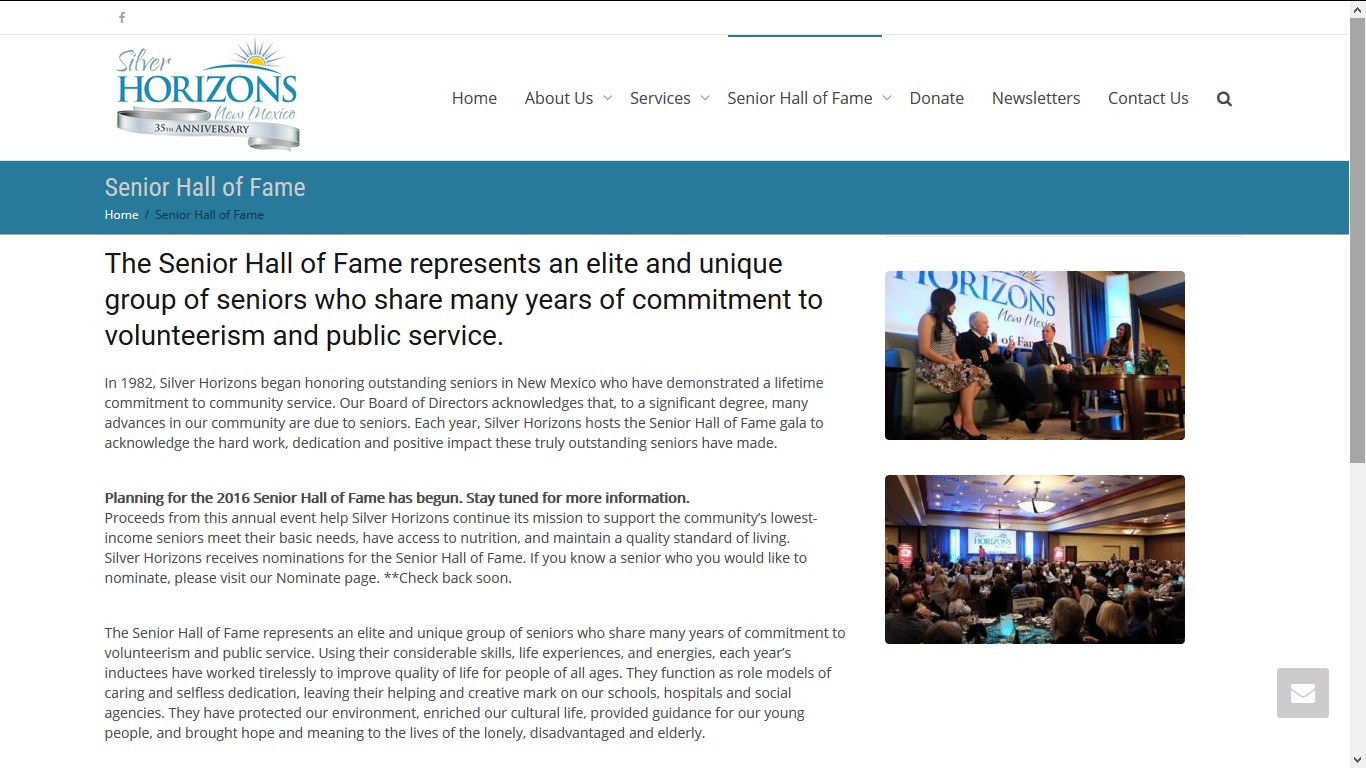 Silver
HORIZONS
New Mexico
35TH ANNIVERSARY
Home About Us Services Senior Hall of Fame Donate Newsletters Contact Us
Senior Hall of Fame
Home / Senior Hall of Fame
The Senior Hall of Fame represents an elite and unique
group of seniors who share many years of commitment to
volunteerism and public service.
In 1982, Silver Horizons began honoring outstanding seniors in New Mexico who have demonstrated a lifetime
commitment to community service. Our Board of Directors acknowledges that, to a significant degree, many
advances in our community are due to seniors. Each year, Silver Horizons hosts the Senior Hall of Fame gala to
acknowledge the hard work, dedication and positive impact these truly outstanding seniors have made.
Planning for the 2016 Senior Hall of Fame has begun. Stay tuned for more information.
Proceeds from this annual event help Silver Horizons continue its mission to support the community’s lowest-
income seniors meet their basic needs, have access to nutrition, and maintain a quality standard of living.
Silver Horizons receives nominations for the Senior Hall of Fame. If you know a senior who you would like to
nominate, please visit our Nominate page. **Check back soon.
The Senior Hall of Fame represents an elite and unique group of seniors who share many years of commitment to
volunteerism and public service. Using their considerable skills, life experiences, and energies, each year’s
inductees have worked tirelessly to improve quality of life for people of all ages. They function as role models of
caring and selfless dedication, leaving their helping and creative mark on our schools, hospitals and social
agencies. They have protected our environment, enriched our cultural life, provided guidance for our young
people, and brought hope and meaning to the lives of the lonely, disadvantaged and elderly.
HORIZONS
New Mexico
of Fam
HORIZONS